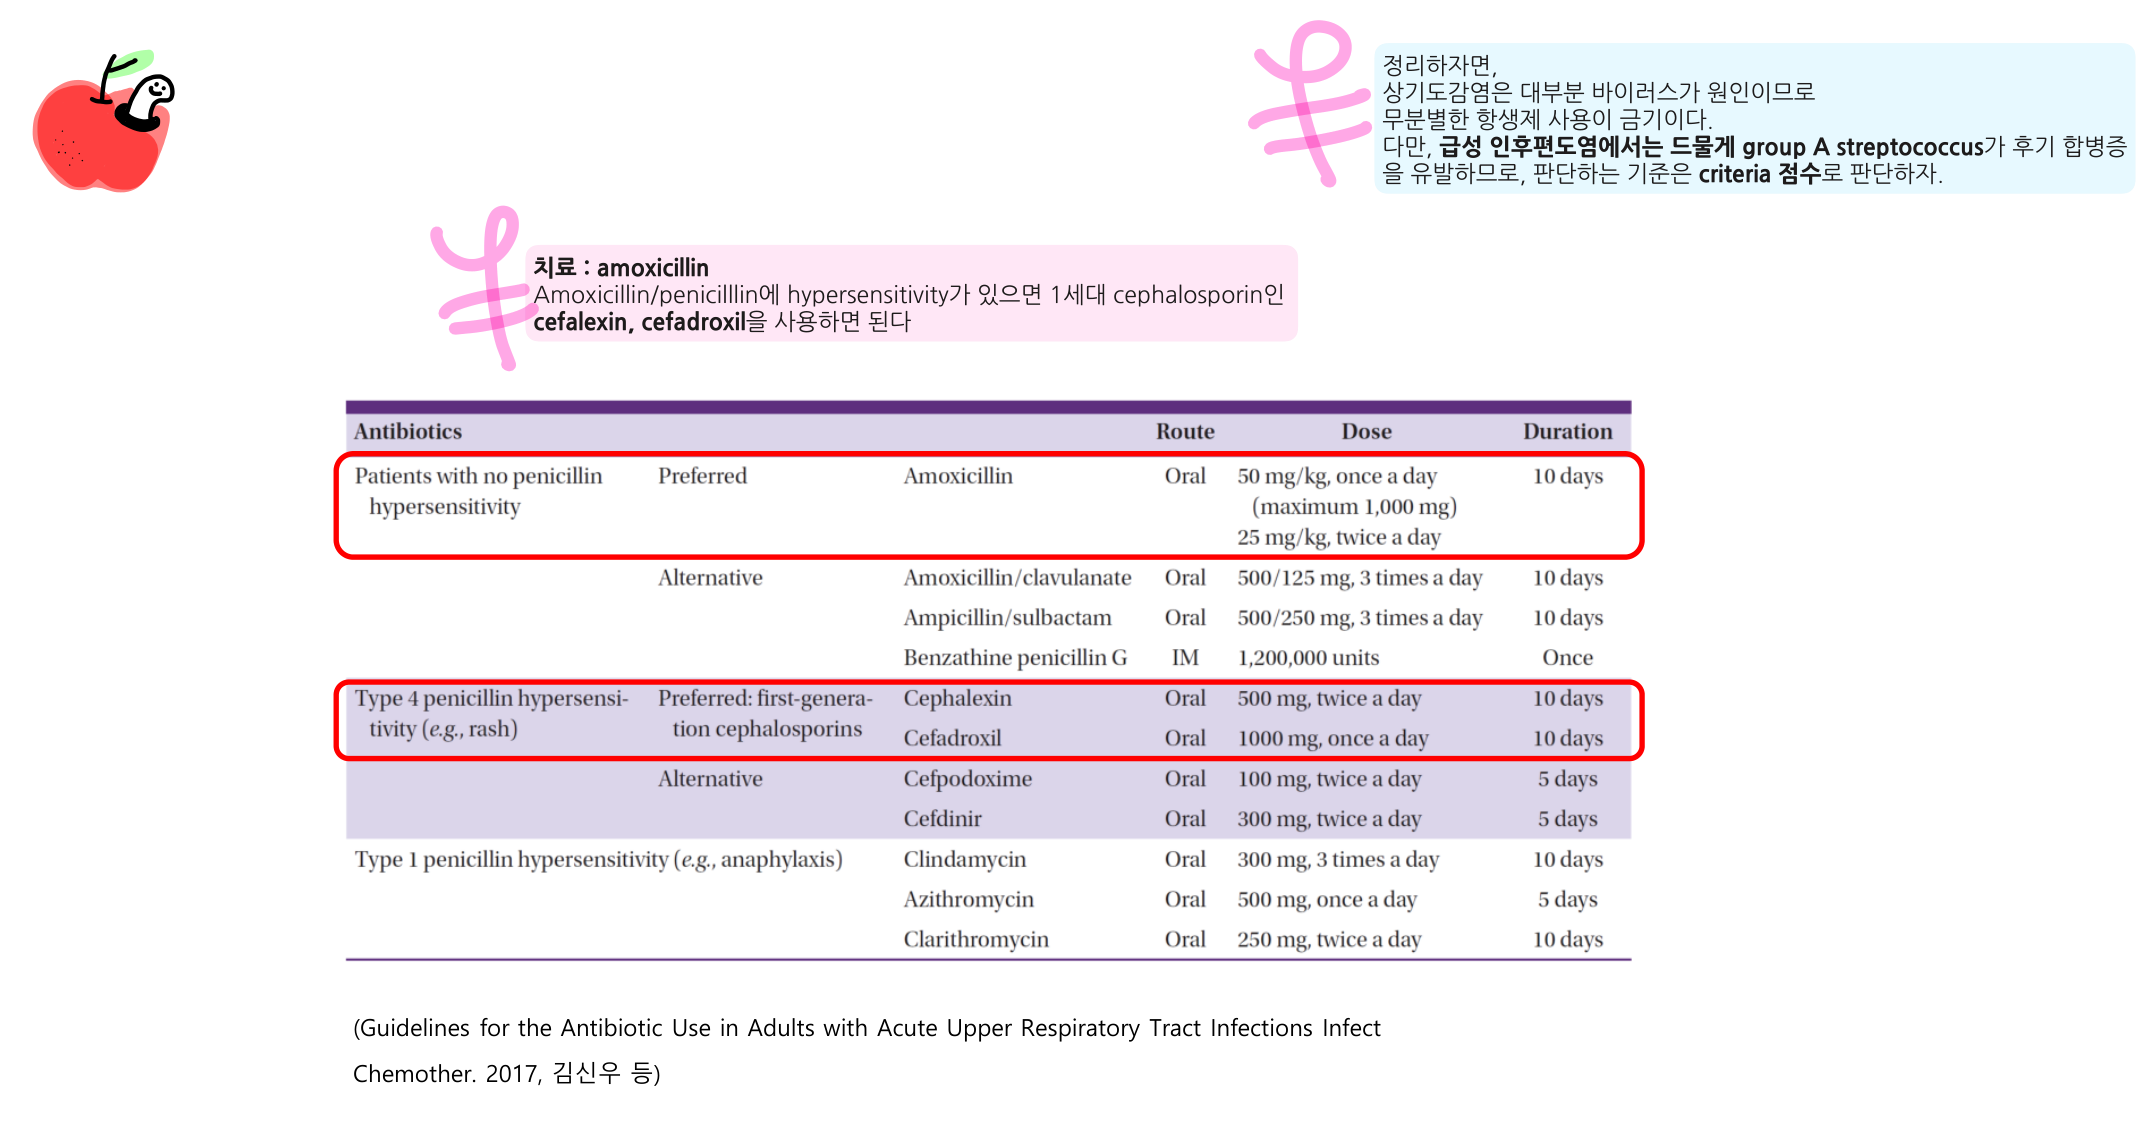 정리하자면,
상기도감염은 대부분 바이러스가 원인이므로
무분별한 항생제 사용이 금기이다.
다만, 급성 인후편도염에서는 드물게 group A streptococcus가 후기 합병증
을 유발하므로, 판단하는 기준은 criteria 점수로 판단하자.
치료 : amoxicillin
Amoxicillin/penicilllin에 hypersensitivity가 있으면 1세대 cephalosporin인
cefalexin, cefadroxil을 사용하면 된다
Antibiotics Route Dose Duration
Patients with no penicillin Preferred Amoxicillin Oral 50 mg/kg, once a day 10 days
hypersensitivity (maximum 1,000 mg)
25 mg/kg, twice a day
Alternative Amoxicillin/clavulanate Oral 500/125 mg, 3 times a day 10 days
Ampicillin/sulbactam Oral 500/250 mg, 3 times a day 10 days
Benzathine penicillin G IM 1,200,000 units Once
Type 4 penicillin hypersensi- Preferred: first-genera- Cephalexin Oral 500 mg, twice a day 10 days
tivity (e.g., rash) tion cephalosporins
Cefadroxil Oral 1000 mg, once a day 10 days
Alternative Cefpodoxime Oral 100 mg, twice a day 5 days
Cefdinir Oral 300 mg, twice a day 5 days
Type 1 penicillin hypersensitivity (e.g., anaphylaxis) Clindamycin Oral 300 mg, 3 times a day 10 days
Azithromycin Oral 500 mg, once a day 5 days
Clarithromycin Oral 250 mg, twice a day 10 days
(Guidelines for the Antibiotic Use in Adults with Acute Upper Respiratory Tract Infections Infect
Chemother. 2017, 김신우 등)